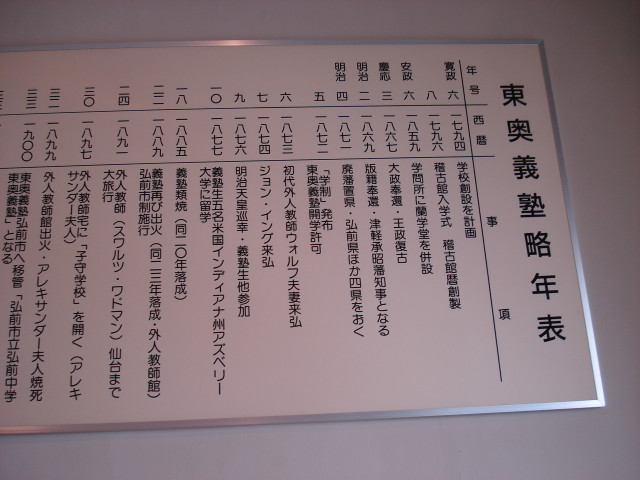 東奥義塾略年表
年号 西暦 事項
寛政 六 一七九四 学校創設を計画
八 一七九六 稽古館入学式 稽古館暦創製
安政 六 一八五九 学問所に蘭学堂を併設
慶応 三 一八六七 大政奉還・王政復古
明治 二 一八六九 版籍奉還・津軽承昭藩知事となる
明治 四 一八七一 廃藩置県・弘前県ほか四県をおく
五 一八七二 「学制」発布
東奥義塾開学許可
六 一八七三 初代外人教師ウオルフ夫妻来弘
七 一八七四 ジョン・イング来弘
九 一八七六 明治天皇巡幸・義塾生他参加
一〇 一八七七 義塾生五名米国インディアナ州アズベリー
大学に留学
一八 一八八五 義塾類焼(同二〇年落成)
二二 一八八九 義塾再び出火(同二三年落成・外人教師館)
弘前市制施行
二四 一八九一 外人教師(スワルツ・ワドマン)仙台まで
大旅行
三〇 一八九七 外人教師宅に「子守学校」を開く(アレキ
サンダー夫人)
三二 一八九九 外人教師館出火・アレキサンダー夫人焼死
三三 一九〇〇 東奥義塾弘前市へ移管「弘前市立弘前中学
東奥義塾」となる